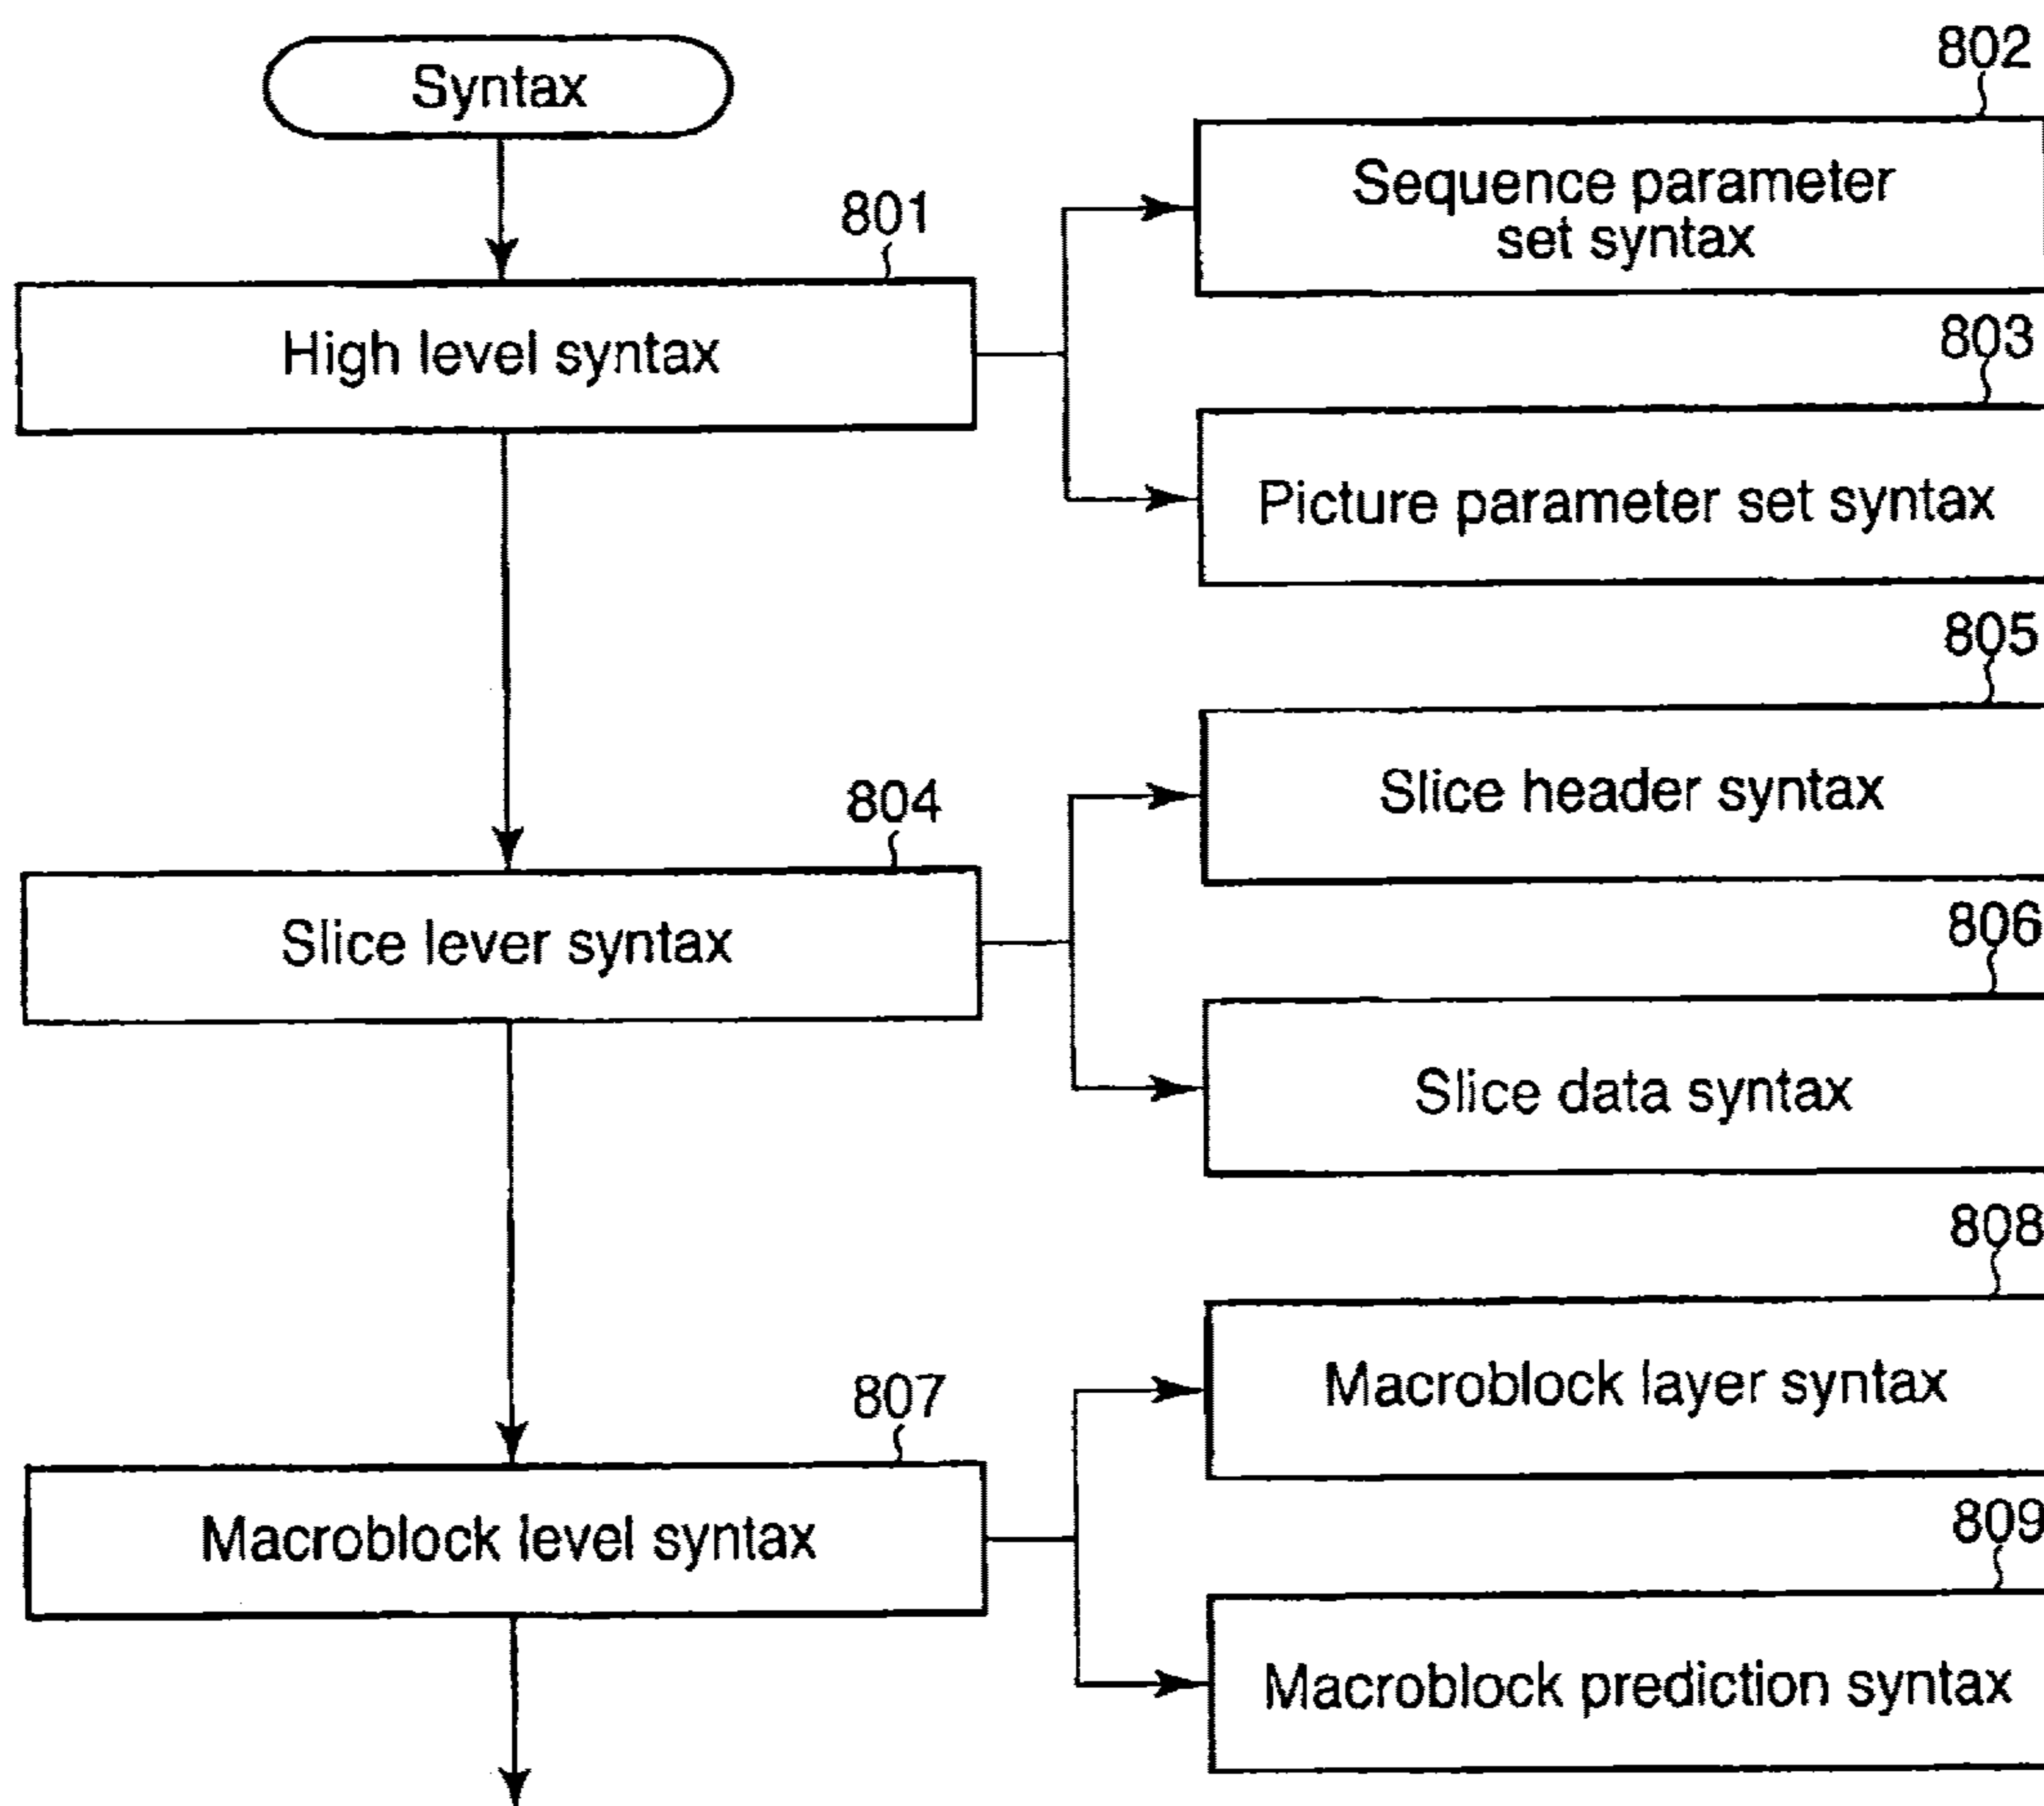 Syntax
801
High level syntax
802
Sequence parameter
set syntax
803
Picture parameter set syntax
804
Slice lever syntax
805
Slice header syntax
806
Slice data syntax
807
Macroblock level syntax
808
Macroblock layer syntax
809
Macroblock prediction syntax